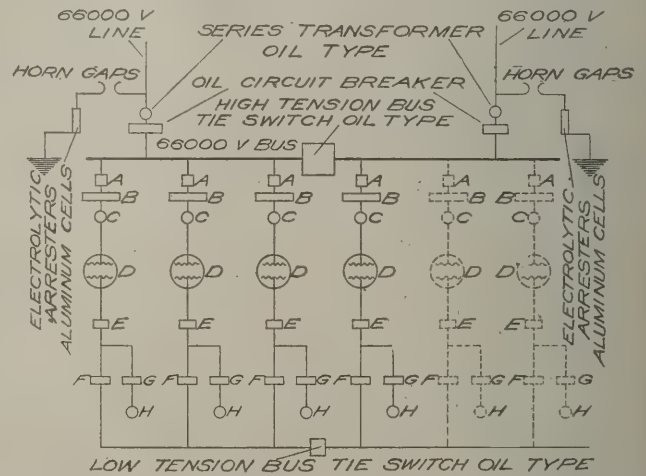 66000 V
LINE
SERIES TRANSFORMER
OIL TYPE
66000 V
LINE
HORN GAPS
OIL CIRCUIT BREAKER
HORN GAPS
HIGH TENSION BUS
TIE SWITCH OIL TYPE
66000 V BUS
ELECTROLYTIC
ARRESTERS
ALUMINUM CELLS
ELECTROLYTIC
ARRESTERS
ALUMINUM CELLS
A A A A A A
B B B B B B
C C C C C C
D D D D D D
E E E E E E
F G F G F G F G F G F G
H H H H H H
LOW TENSION BUS TIE SWITCH OIL TYPE